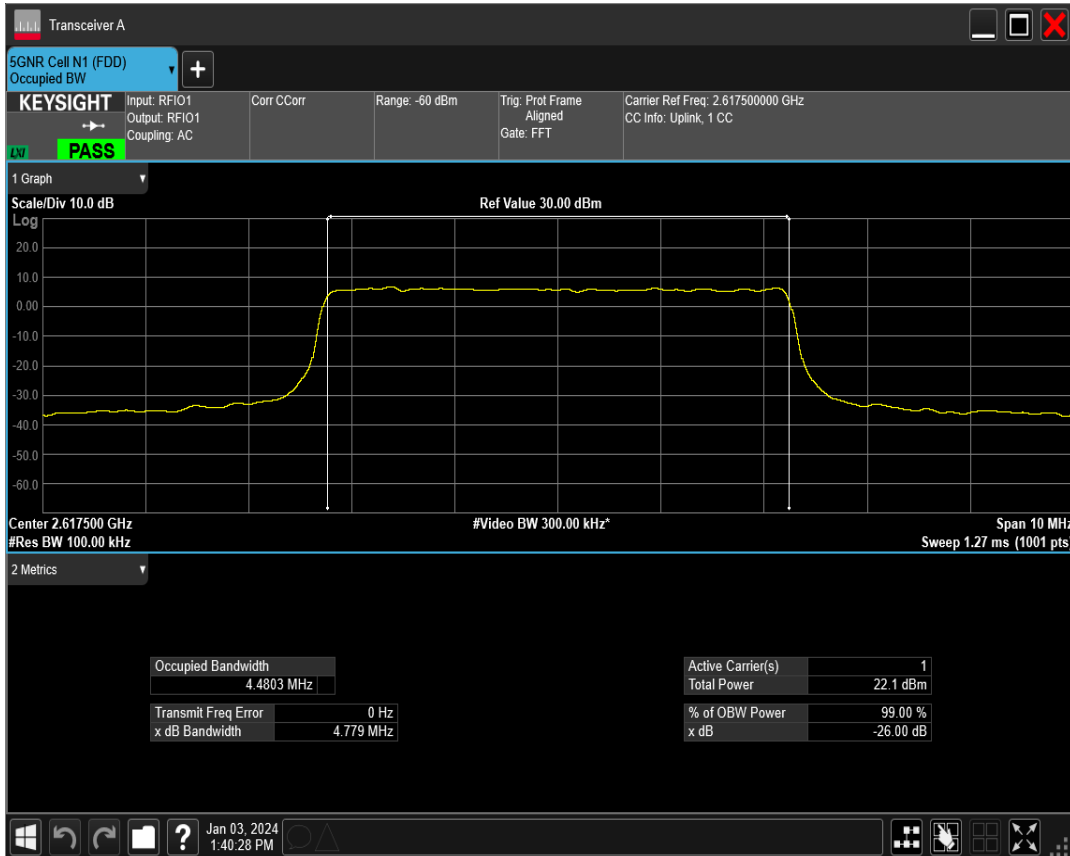 Transceiver A
5GNR Cell N1 (FDD)
Occupied BW
+
KEYSIGHT
LXI
PASS
Input: RFIO1
Output: RFIO1
Coupling: AC
Corr CCorr
Range: -60 dBm
Trig: Prot Frame
Aligned
Gate: FFT
Carrier Ref Freq: 2.617500000 GHz
CC Info: Uplink, 1 CC
1 Graph
Scale/Div 10.0 dB
Ref Value 30.00 dBm
Log
20.0
10.0
0.00
-10.0
-20.0
-30.0
-40.0
-50.0
-60.0
Center 2.617500 GHz
#Video BW 300.00 kHz*
Span 10 MHz
#Res BW 100.00 kHz
Sweep 1.27 ms (1001 pts)
2 Metrics
Occupied Bandwidth
4.4803 MHz
Transmit Freq Error 0 Hz
x dB Bandwidth 4.779 MHz
Active Carrier(s) 1
Total Power 22.1 dBm
% of OBW Power 99.00 %
x dB -26.00 dB
?
Jan 03, 2024
1:40:28 PM